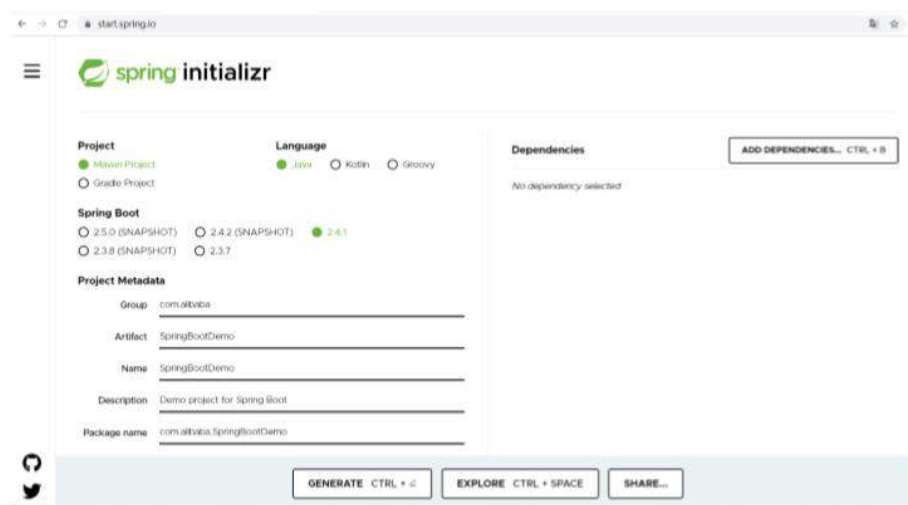 start.spring.io
spring initializr
Project
Maven Project
Gradle Project
Language
Java Kotlin Groovy
Spring Boot
2.5.0 (SNAPSHOT) 2.4.2 (SNAPSHOT) 2.4.1
2.3.8 (SNAPSHOT) 2.3.7
Project Metadata
Group com.alibaba
Artifact SpringBootDemo
Name SpringBootDemo
Description Demo project for Spring Boot
Package name com.alibaba.SpringBootDemo
Dependencies ADD DEPENDENCIES... CTRL + B
No dependency selected
GENERATE CTRL + ⏎ EXPLORE CTRL + SPACE SHARE...